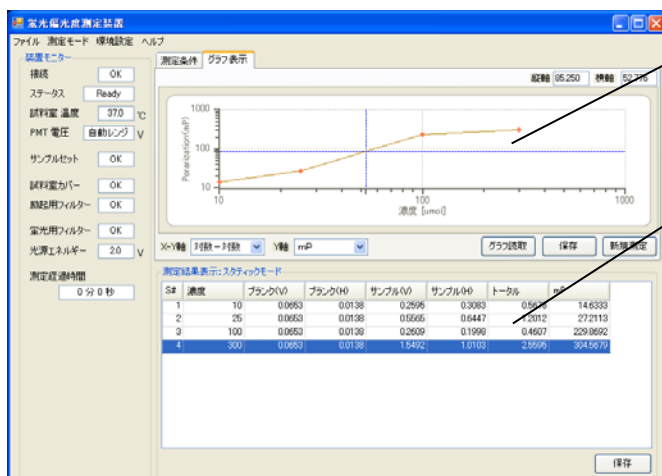 蛍光偏光度測定装置
ファイル 測定モード 環境設定 ヘルプ
装置モニター
接続 OK
ステータス Ready
試料室 温度 37.0 ℃
PMT 電圧 自動レンジ V
サンプルセット OK
試料室カバー OK
励起用フィルター OK
蛍光用フィルター OK
光源エネルギー 2.0 V
測定経過時間
0 分 0 秒
測定条件 グラフ表示
縦軸 85.250 横軸 52.776
Porarization(mP)
1000
100
10
10 100 1000
濃度 [umol]
X-Y軸 対数-対数 Y軸 mP グラフ読取 保存 新規測定
測定結果表示:スタティックモード
S# 濃度 ブランク(V) ブランク(H) サンプル(V) サンプル(H) トータル
1 10 0.0653 0.0138 0.2595 0.3083 0.5678 14.6333
2 25 0.0653 0.0138 0.5565 0.6447 1.2012 27.2113
3 100 0.0653 0.0138 0.2609 0.1998 0.4607 229.8692
4 300 0.0653 0.0138 1.5492 1.0103 2.5595 304.5679
保存